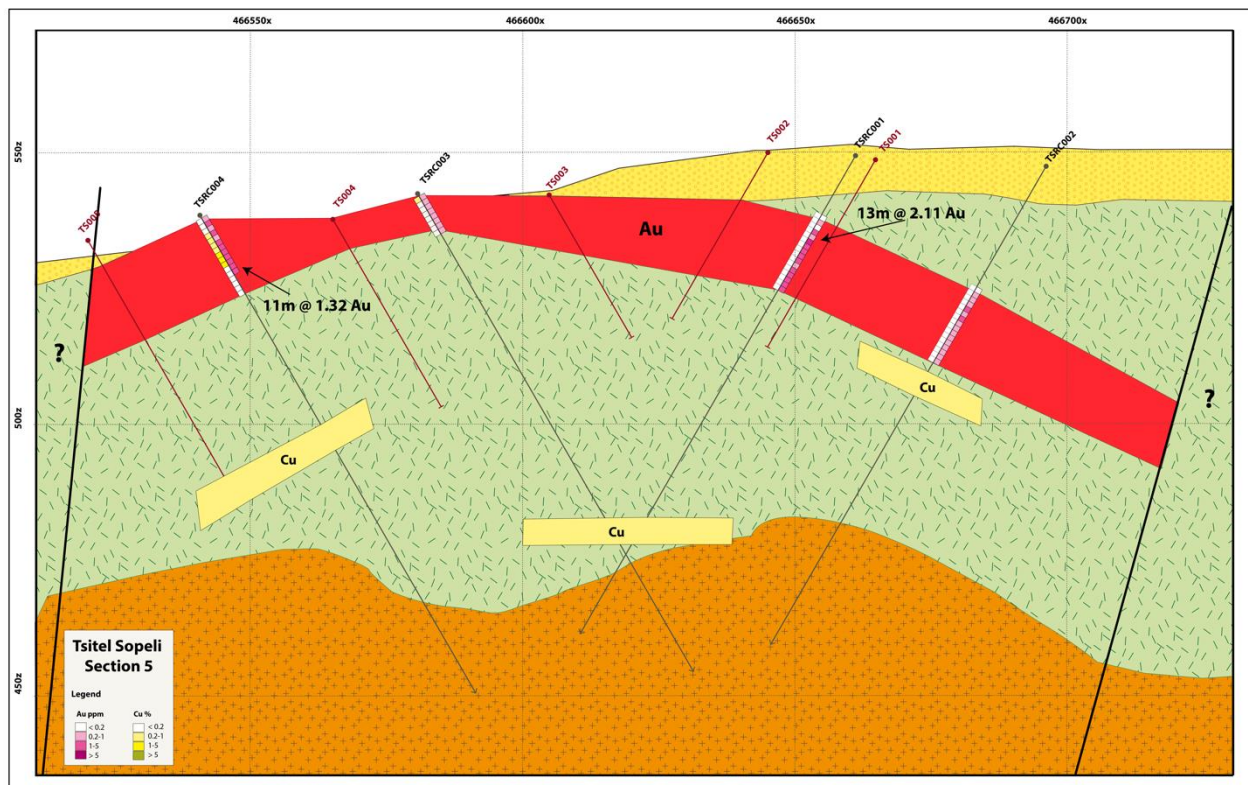 466550x
466600x
466650x
466700x
550z
500z
450z
TSRC004
TS004
TSRC003
TS003
TS002
TSRC001
TS001
TSRC002
Au
13m @ 2.11 Au
11m @ 1.32 Au
?
?
Cu
Cu
Cu
Tsitel Sopeli
Section 5
Legend
Au ppm
< 0.2
0.2-1
1-5
> 5
Cu %
< 0.2
0.2-1
1-5
> 5